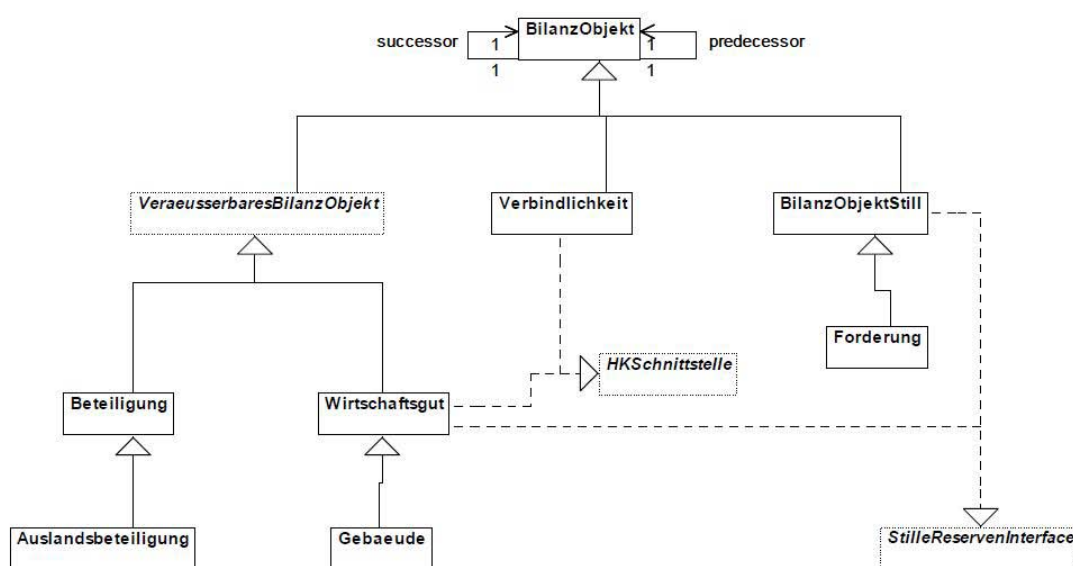 BilanzObjekt
successor 1 1 predecessor
1 1
VeraeusserbaresBilanzObjekt Verbindlichkeit BilanzObjektStill
Forderung
HKSchnittstelle
Beteiligung Wirtschaftsgut
Auslandsbeteiligung Gebaeude StilleReservenInterface